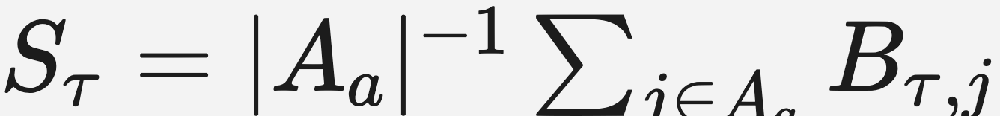 S_τ = |A_a|^{-1} ∑_{j∈A_a} B_{τ,j}